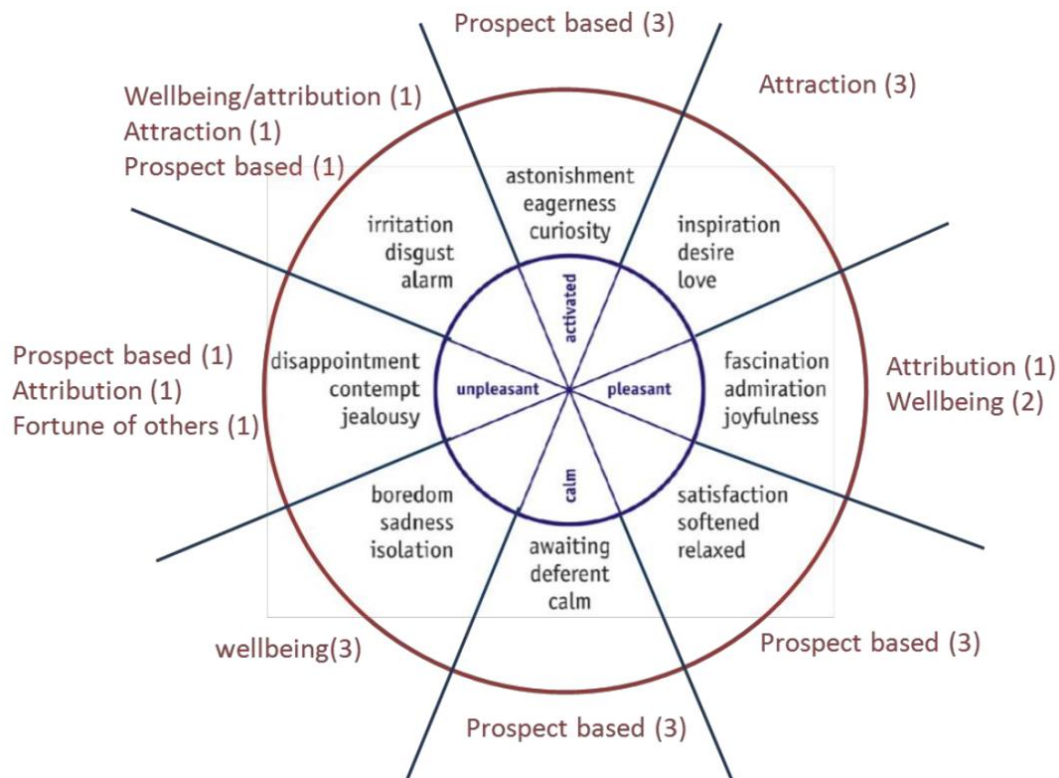 Prospect based (3)
Attraction (3)
Wellbeing/attribution (1)
Attraction (1)
Prospect based (1)
astonishment
eagerness
curiosity
irritation
disgust
alarm
inspiration
desire
love
activated
Prospect based (1)
Attribution (1)
Fortune of others (1)
disappointment
contempt
jealousy
unpleasant
pleasant
fascination
admiration
joyfulness
Attribution (1)
Wellbeing (2)
calm
boredom
sadness
isolation
awaiting
deferent
calm
satisfaction
softened
relaxed
wellbeing(3)
Prospect based (3)
Prospect based (3)